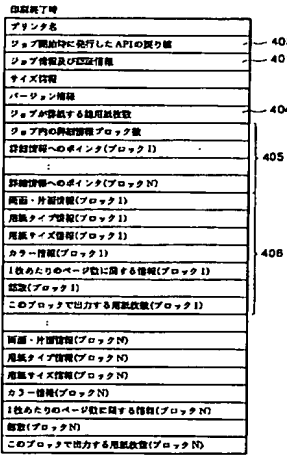 印刷終了時
プリンタ名
ジョブ開始時に発行したAPIの戻り値
40
ジョブ情報及び認証情報
40
サイズ情報
バージョン情報
ジョブが消耗する総用紙枚数
404
ジョブ内の詳細情報ブロック数
405
詳細情報へのポインタ(ブロック1)
:
詳細情報へのポインタ(ブロックN)
両面・片面情報(ブロック1)
用紙タイプ情報(ブロック1)
用紙サイズ情報(ブロック1)
カラー情報(ブロック1)
406
1枚あたりのページ数に関する情報(ブロック1)
部数(ブロック1)
このブロックで出力する用紙枚数(ブロック1)
:
両面・片面情報(ブロックN)
用紙タイプ情報(ブロックN)
用紙サイズ情報(ブロックN)
カラー情報(ブロックN)
1枚あたりのページ数に関する情報(ブロックN)
部数(ブロックN)
このブロックで出力する用紙枚数(ブロックN)